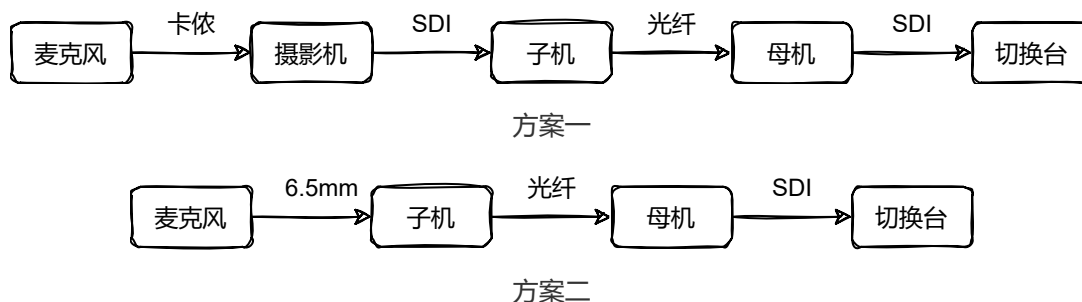 卡侬 SDI 光纤 SDI
麦克风 摄影机 子机 母机 切换台
方案一
6.5mm 光纤 SDI
麦克风 子机 母机 切换台
方案二